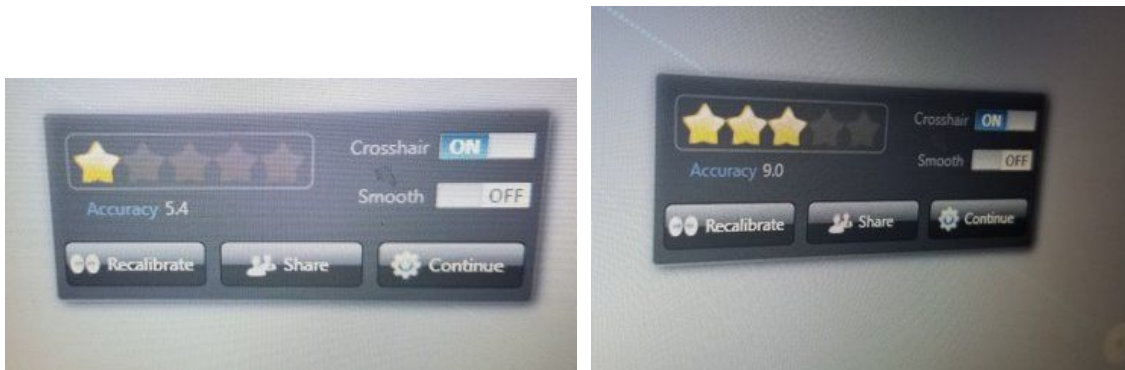 Crosshair ON
Smooth OFF
Accuracy 5.4
Recalibrate Share Continue
Crosshair ON
Smooth OFF
Accuracy 9.0
Recalibrate Share Continue